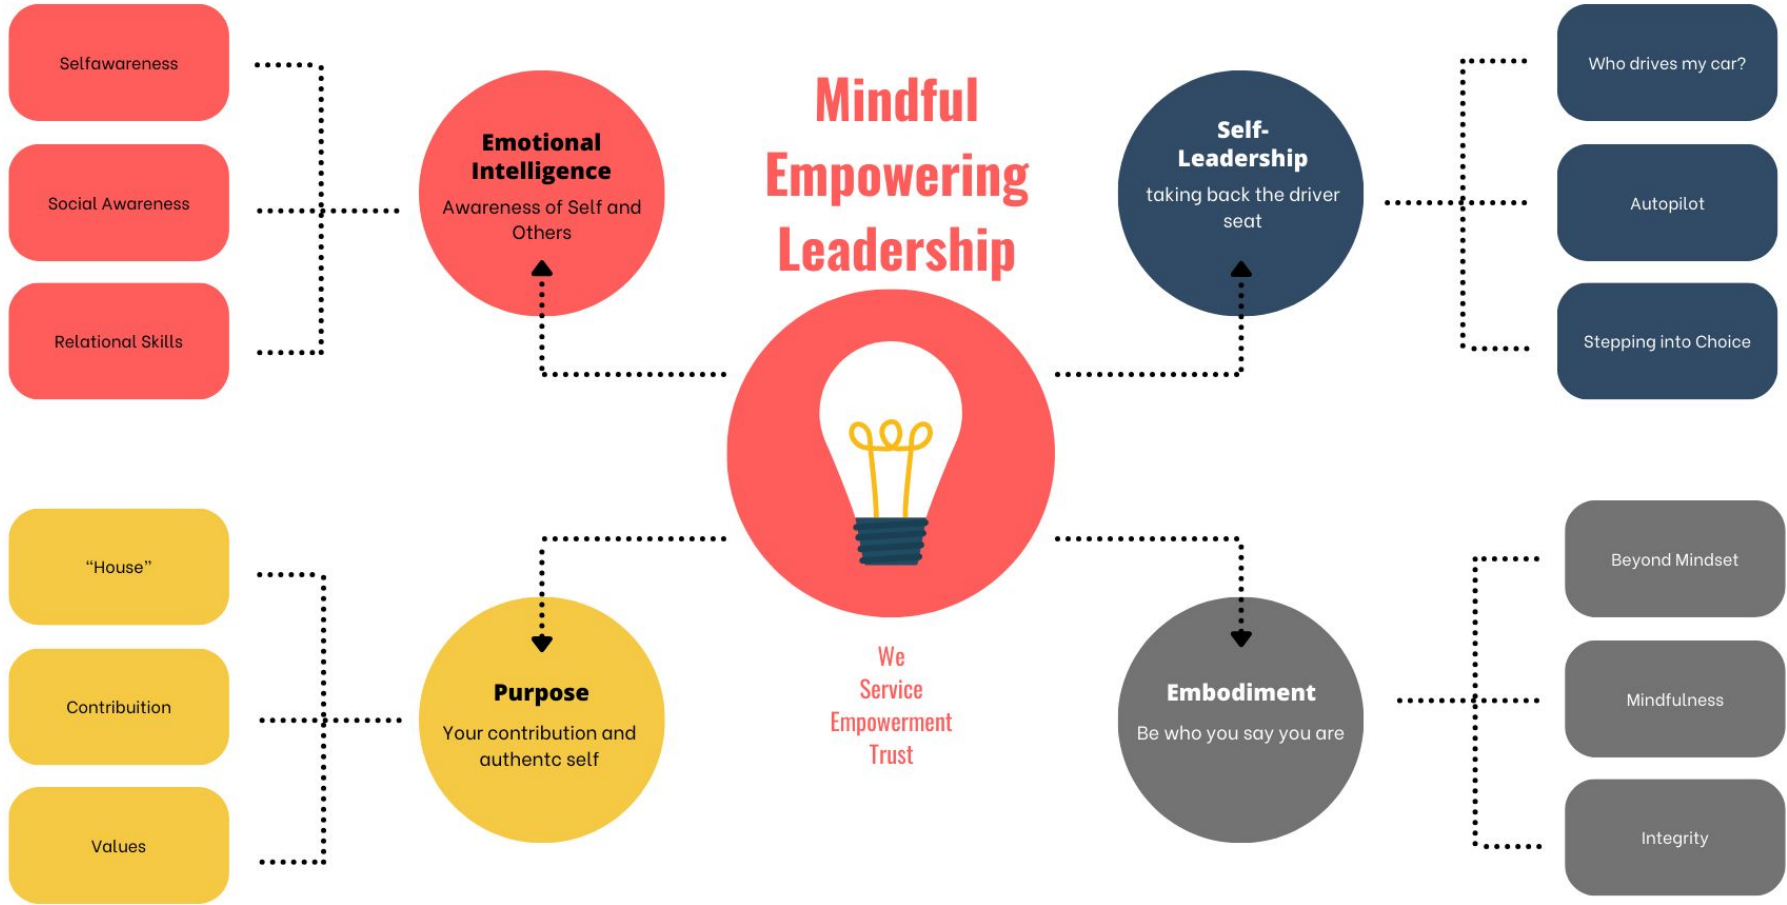 Mindful
Empowering
Leadership
Selfawareness
Social Awareness
Relational Skills
Emotional
Intelligence
Awareness of Self and
Others
Self-
Leadership
taking back the driver
seat
Who drives my car?
Autopilot
Stepping into Choice
“House”
Contribuition
Values
Purpose
Your contribution and
authentc self
We
Service
Empowerment
Trust
Embodiment
Be who you say you are
Beyond Mindset
Mindfulness
Integrity